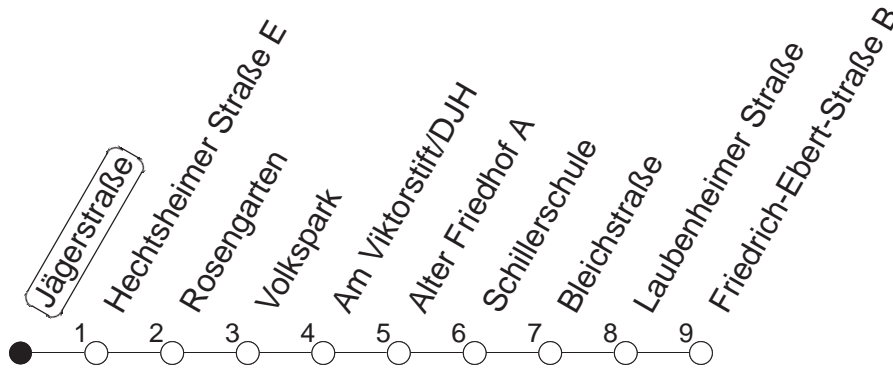 Jägerstraße
Hechtsheimer Straße E
Rosengarten
Volkspark
Am Viktorstift/DJH
Alter Friedhof A
Schillerschule
Bleichstraße
Laubenheimer Straße
Friedrich-Ebert-Straße B
1 2 3 4 5 6 7 8 9